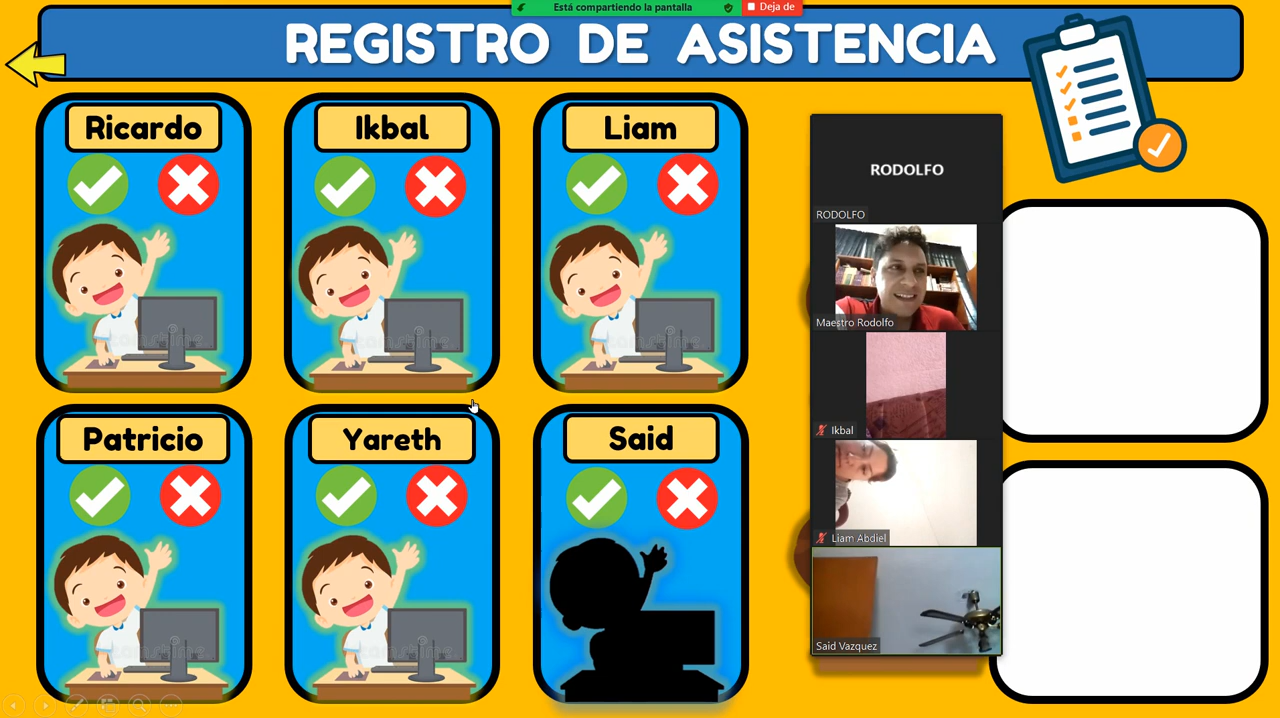 Está compartiendo la pantalla
Deja de
REGISTRO DE ASISTENCIA
Ricardo
Ikbal
Liam
Patricio
Yareth
Said
RODOLFO
RODOLFO
Maestro Rodolfo
Ikbal
Liam Abdiel
Said Vazquez